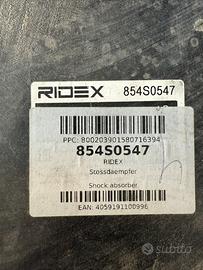 RIDEX 854S0547
PPC: 800203901580716394
854S0547
RIDEX
Stossdaempfer
Shock absorber
EAN: 4059191100996
subito